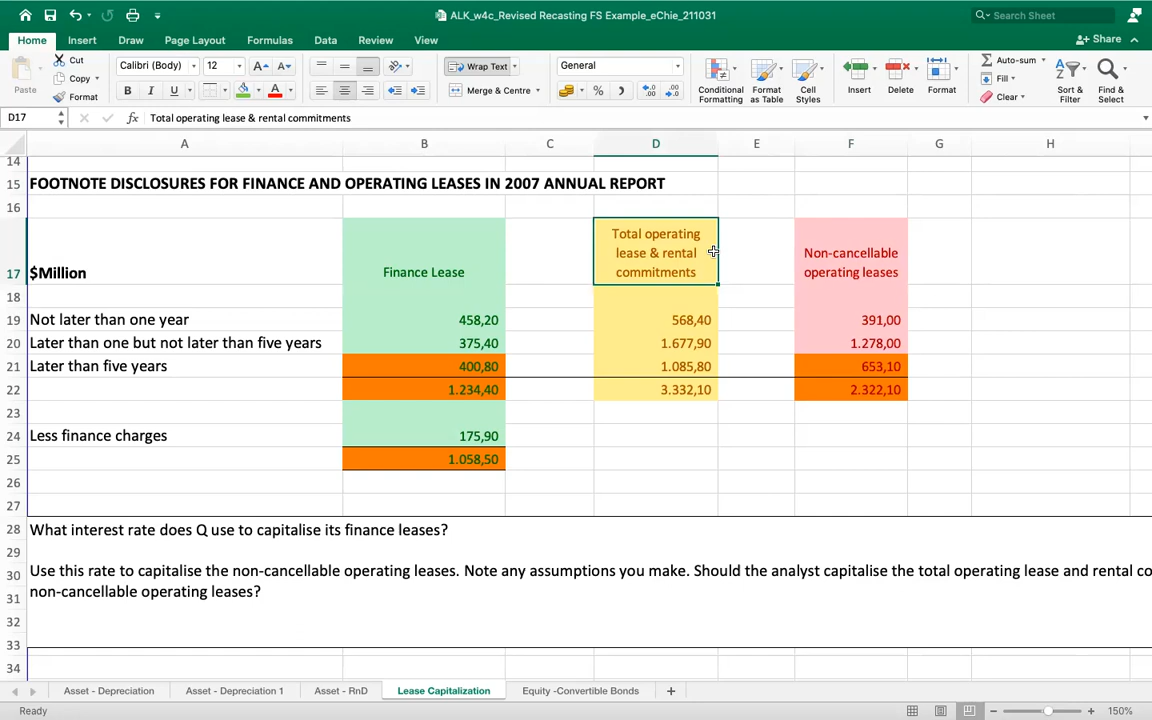 ALK_w4c_Revised Recasting FS Example_eChie_211031
Search Sheet
Home Insert Draw Page Layout Formulas Data Review View
Share
Paste
Cut
Copy
Format
Calibri (Body) 12
A A
B I U A
Wrap Text
Merge & Centre
General
% )
Conditional Formatting
Format as Table
Cell Styles
Insert
Delete
Format
Auto-sum
Fill
Clear
Sort & Filter
Find & Select
D17 fx Total operating lease & rental commitments
A B C D E F G H
14
15 FOOTNOTE DISCLOSURES FOR FINANCE AND OPERATING LEASES IN 2007 ANNUAL REPORT
16
17 $Million Finance Lease Total operating lease & rental commitments Non-cancellable operating leases
18
19 Not later than one year 458,20 568,40 391,00
20 Later than one but not later than five years 375,40 1.677,90 1.278,00
21 Later than five years 400,80 1.085,80 653,10
22 1.234,40 3.332,10 2.322,10
23
24 Less finance charges 175,90
25 1.058,50
26
27
28 What interest rate does Q use to capitalise its finance leases?
29
30 Use this rate to capitalise the non-cancellable operating leases. Note any assumptions you make. Should the analyst capitalise the total operating lease and rental co
31 non-cancellable operating leases?
32
33
34
Asset - Depreciation Asset - Depreciation 1 Asset - RnD Lease Capitalization Equity -Convertible Bonds +
Ready
150%